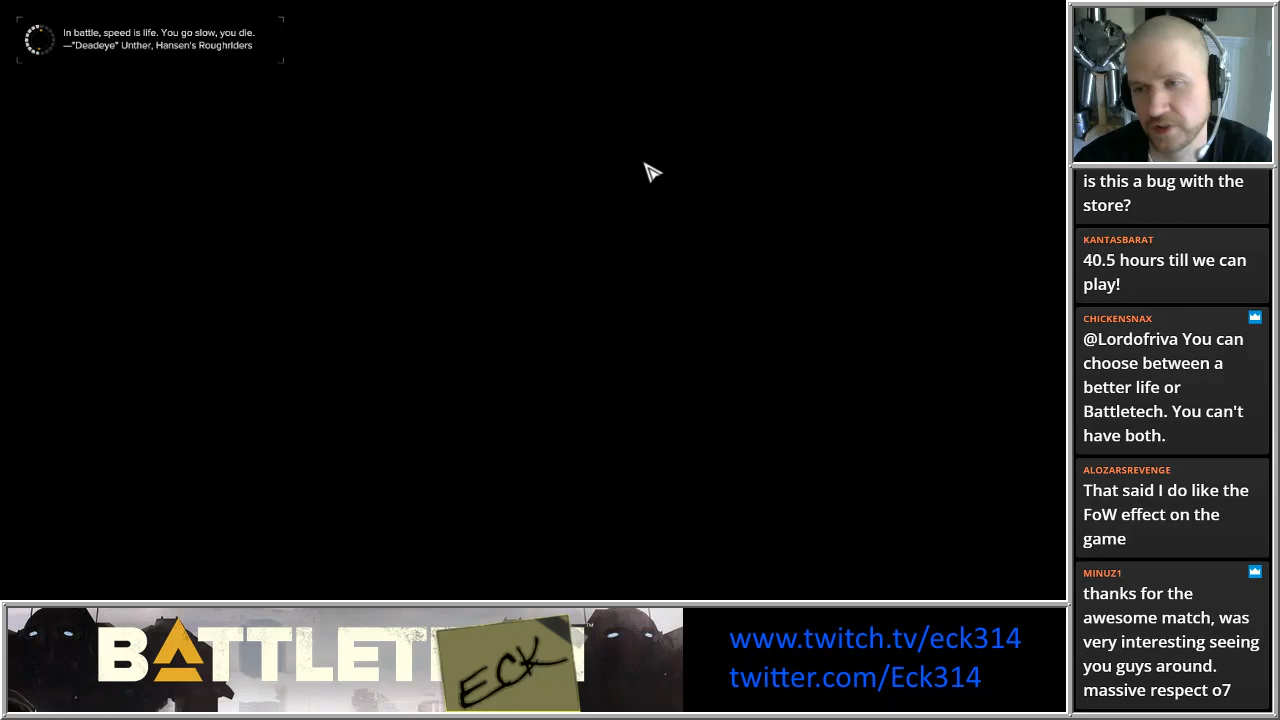 In battle, speed is life. You go slow, you die.
—"Deadeye" Unther, Hansen's Roughriders
is this a bug with the
store?
KANTASBARAT
40.5 hours till we can
play!
CHICKENSNAX
@Lordofriva You can
choose between a
better life or
Battletech. You can't
have both.
ALOZARSREVENGE
That said I do like the
FoW effect on the
game
MINUZ1
thanks for the
awesome match, was
very interesting seeing
you guys around.
massive respect o7
ECK
www.twitch.tv/eck314
twitter.com/Eck314